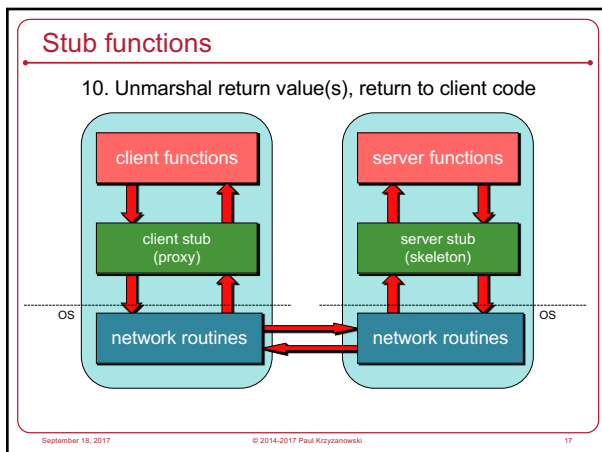 Stub functions
10. Unmarshal return value(s), return to client code
client functions
server functions
client stub
(proxy)
server stub
(skeleton)
OS
OS
network routines
network routines
September 18, 2017
© 2014-2017 Paul Krzyzanowski
17